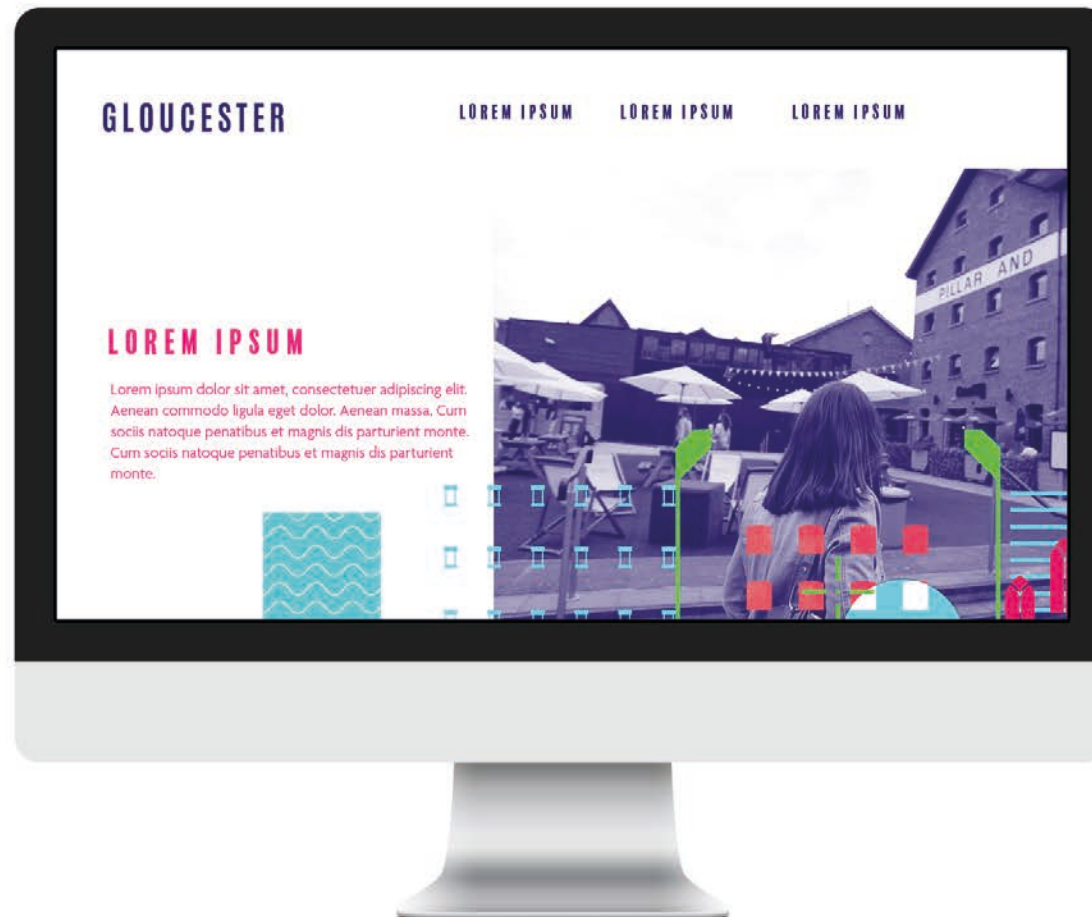 GLOUCESTER
LOREM IPSUM LOREM IPSUM LOREM IPSUM
PILLAR AND
LOREM IPSUM
Lorem ipsum dolor sit amet, consectetuer adipiscing elit.
Aenean commodo ligula eget dolor. Aenean massa. Cum
sociis natoque penatibus et magnis dis parturient monte.
Cum sociis natoque penatibus et magnis dis parturient
monte.